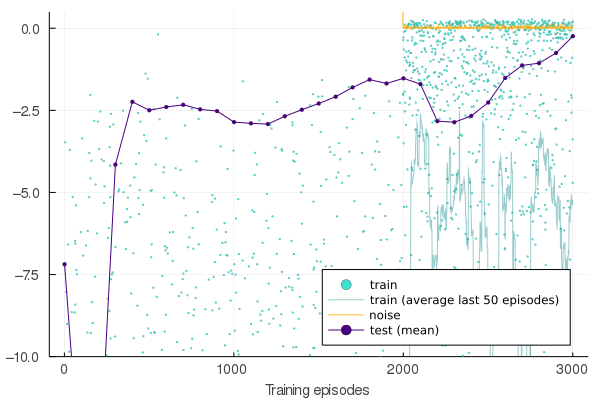 0.0
−2.5
−5.0
−7.5
−10.0
0
1000
2000
3000
Training episodes
train
train (average last 50 episodes)
noise
test (mean)